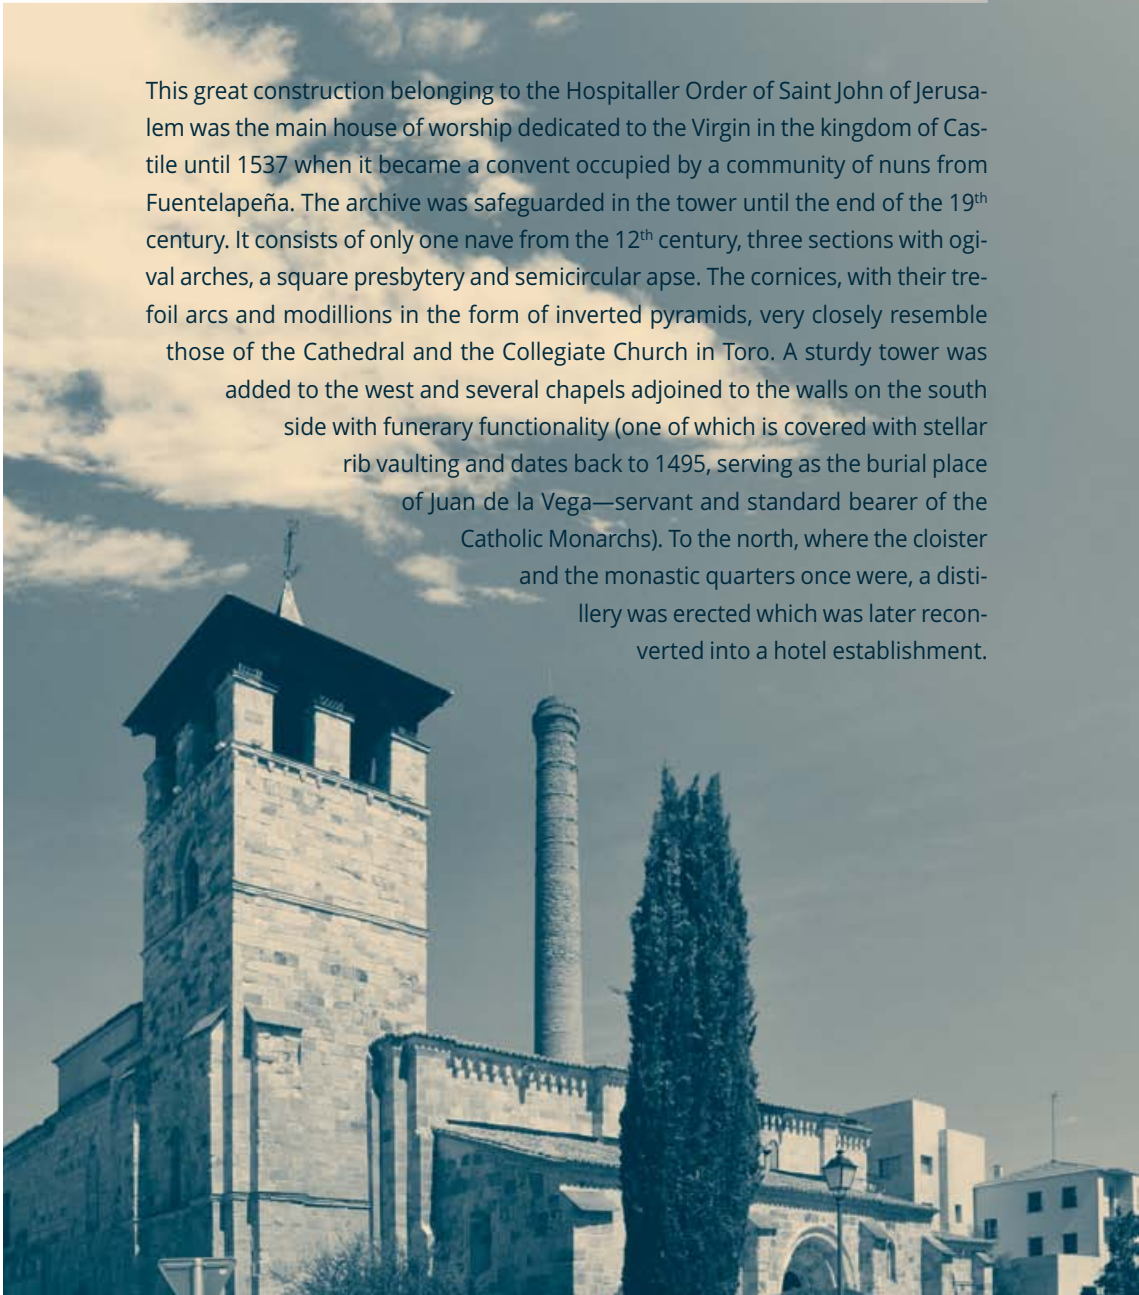 This great construction belonging to the Hospitaller Order of Saint John of Jerusa-
lem was the main house of worship dedicated to the Virgin in the kingdom of Cas-
tile until 1537 when it became a convent occupied by a community of nuns from
Fuentelapeña. The archive was safeguarded in the tower until the end of the 19th
century. It consists of only one nave from the 12th century, three sections with ogi-
val arches, a square presbytery and semicircular apse. The cornices, with their tre-
foil arcs and modillions in the form of inverted pyramids, very closely resemble
those of the Cathedral and the Collegiate Church in Toro. A sturdy tower was
added to the west and several chapels adjoined to the walls on the south
side with funerary functionality (one of which is covered with stellar
rib vaulting and dates back to 1495, serving as the burial place
of Juan de la Vega—servant and standard bearer of the
Catholic Monarchs). To the north, where the cloister
and the monastic quarters once were, a disti-
llery was erected which was later recon-
verted into a hotel establishment.